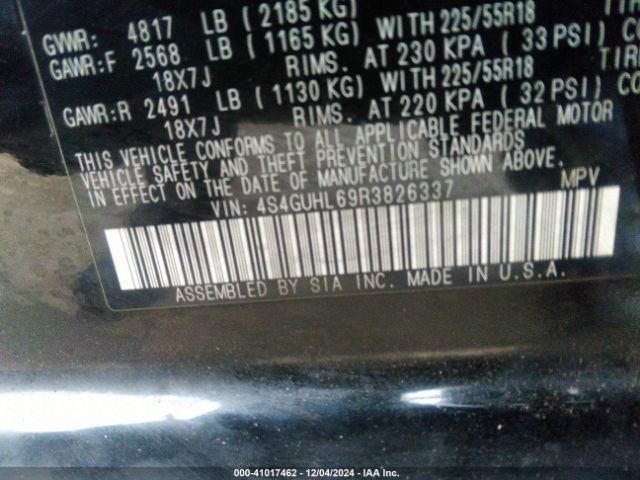 GVWR: 4817 LB (2185 KG)
GAWR:F 2568 LB (1165 KG) WITH 225/55R18
18X7J RIMS. AT 230 KPA (33 PSI) CO
GAWR:R 2491 LB (1130 KG) WITH 225/55R18 TIRE
18X7J RIMS. AT 220 KPA (32 PSI) CO
THIS VEHICLE CONFORMS TO ALL APPLICABLE FEDERAL MOTOR
VEHICLE SAFETY AND THEFT PREVENTION STANDARDS
IN EFFECT ON THE DATE OF MANUFACTURE SHOWN ABOVE.
VIN: 4S4GUHL69R3826337 MPV
ASSEMBLED BY SIA INC. MADE IN U.S.A.
000-41017462 - 12/04/2024 - IAA Inc.